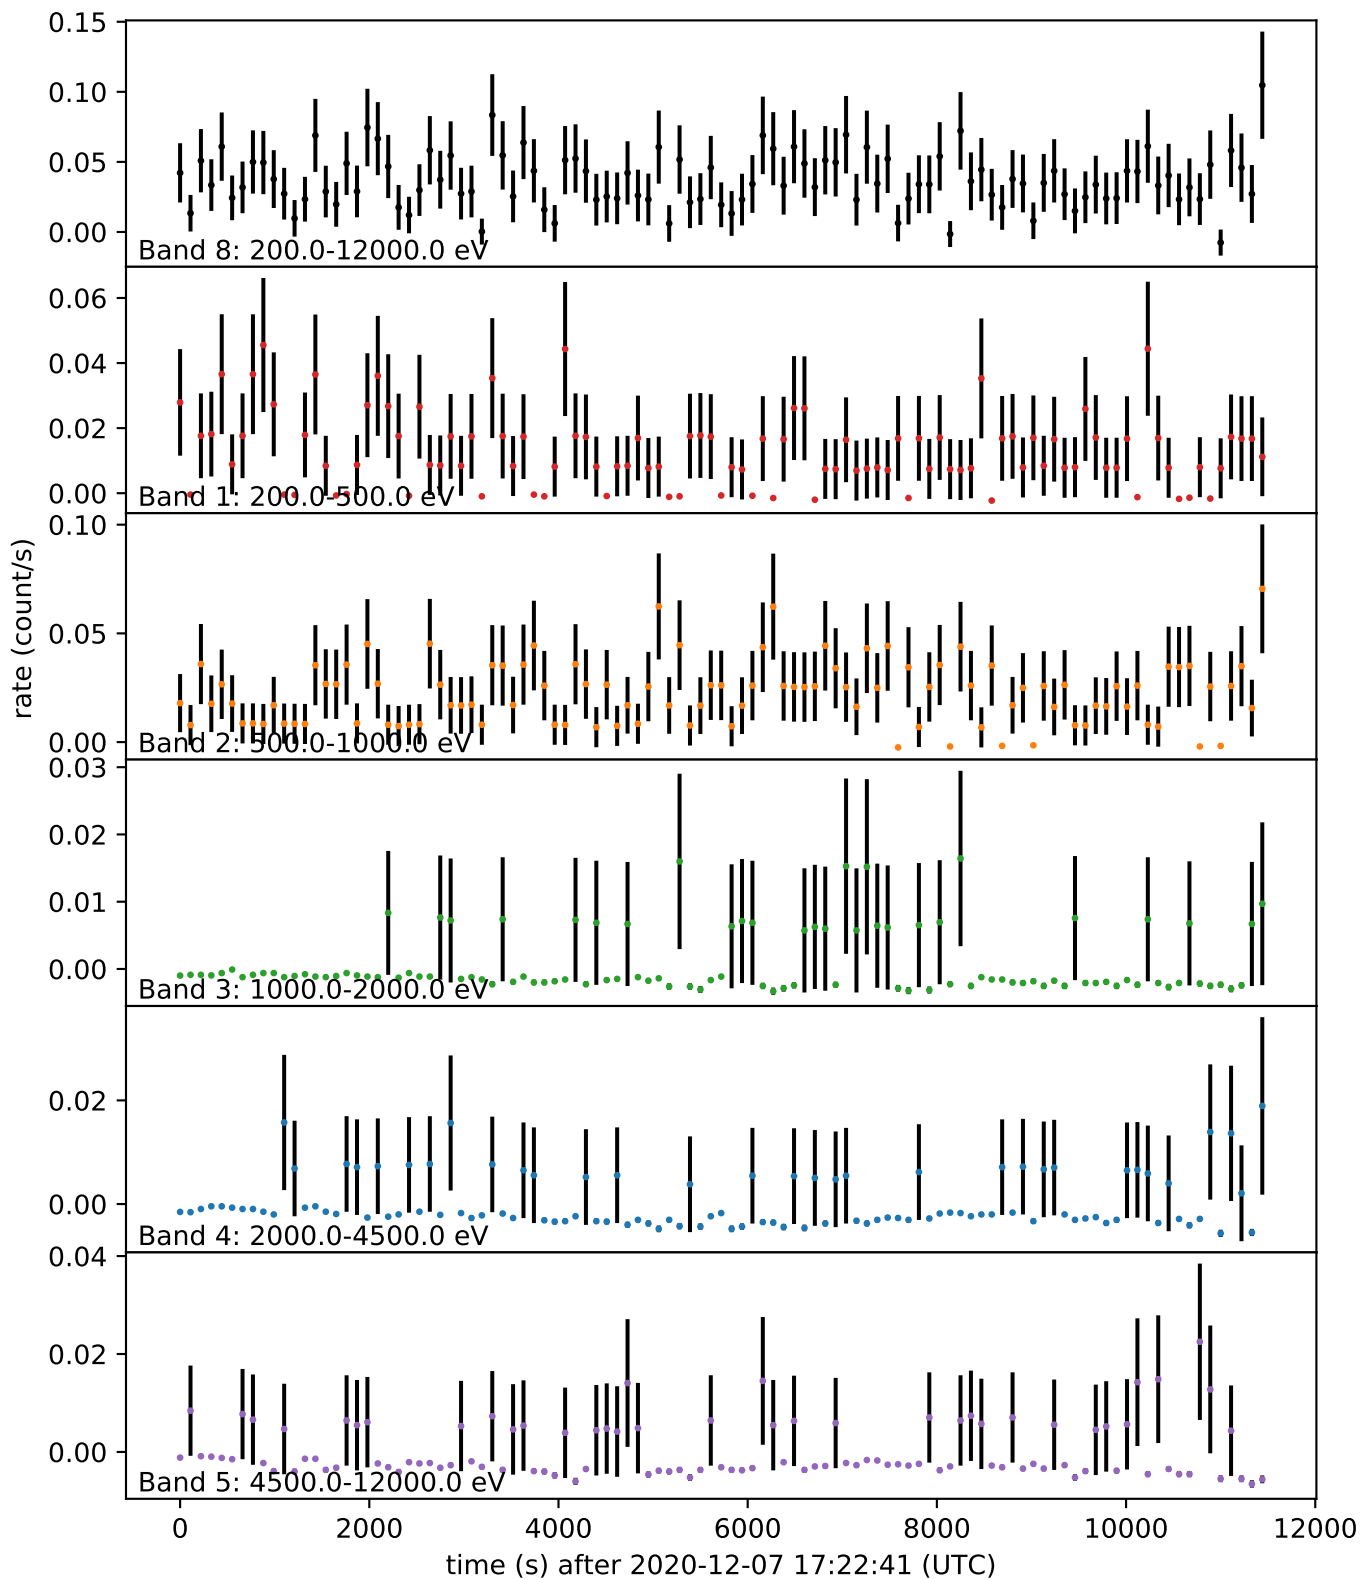 0.15
0.10
0.05
0.00
Band 8: 200.0-12000.0 eV
0.06
0.04
0.02
0.00
Band 1: 200.0-500.0 eV
0.10
0.05
0.00
Band 2: 500.0-1000.0 eV
rate (count/s)
0.03
0.02
0.01
0.00
Band 3: 1000.0-2000.0 eV
0.02
0.00
Band 4: 2000.0-4500.0 eV
0.04
0.02
0.00
Band 5: 4500.0-12000.0 eV
0 2000 4000 6000 8000 10000 12000
time (s) after 2020-12-07 17:22:41 (UTC)